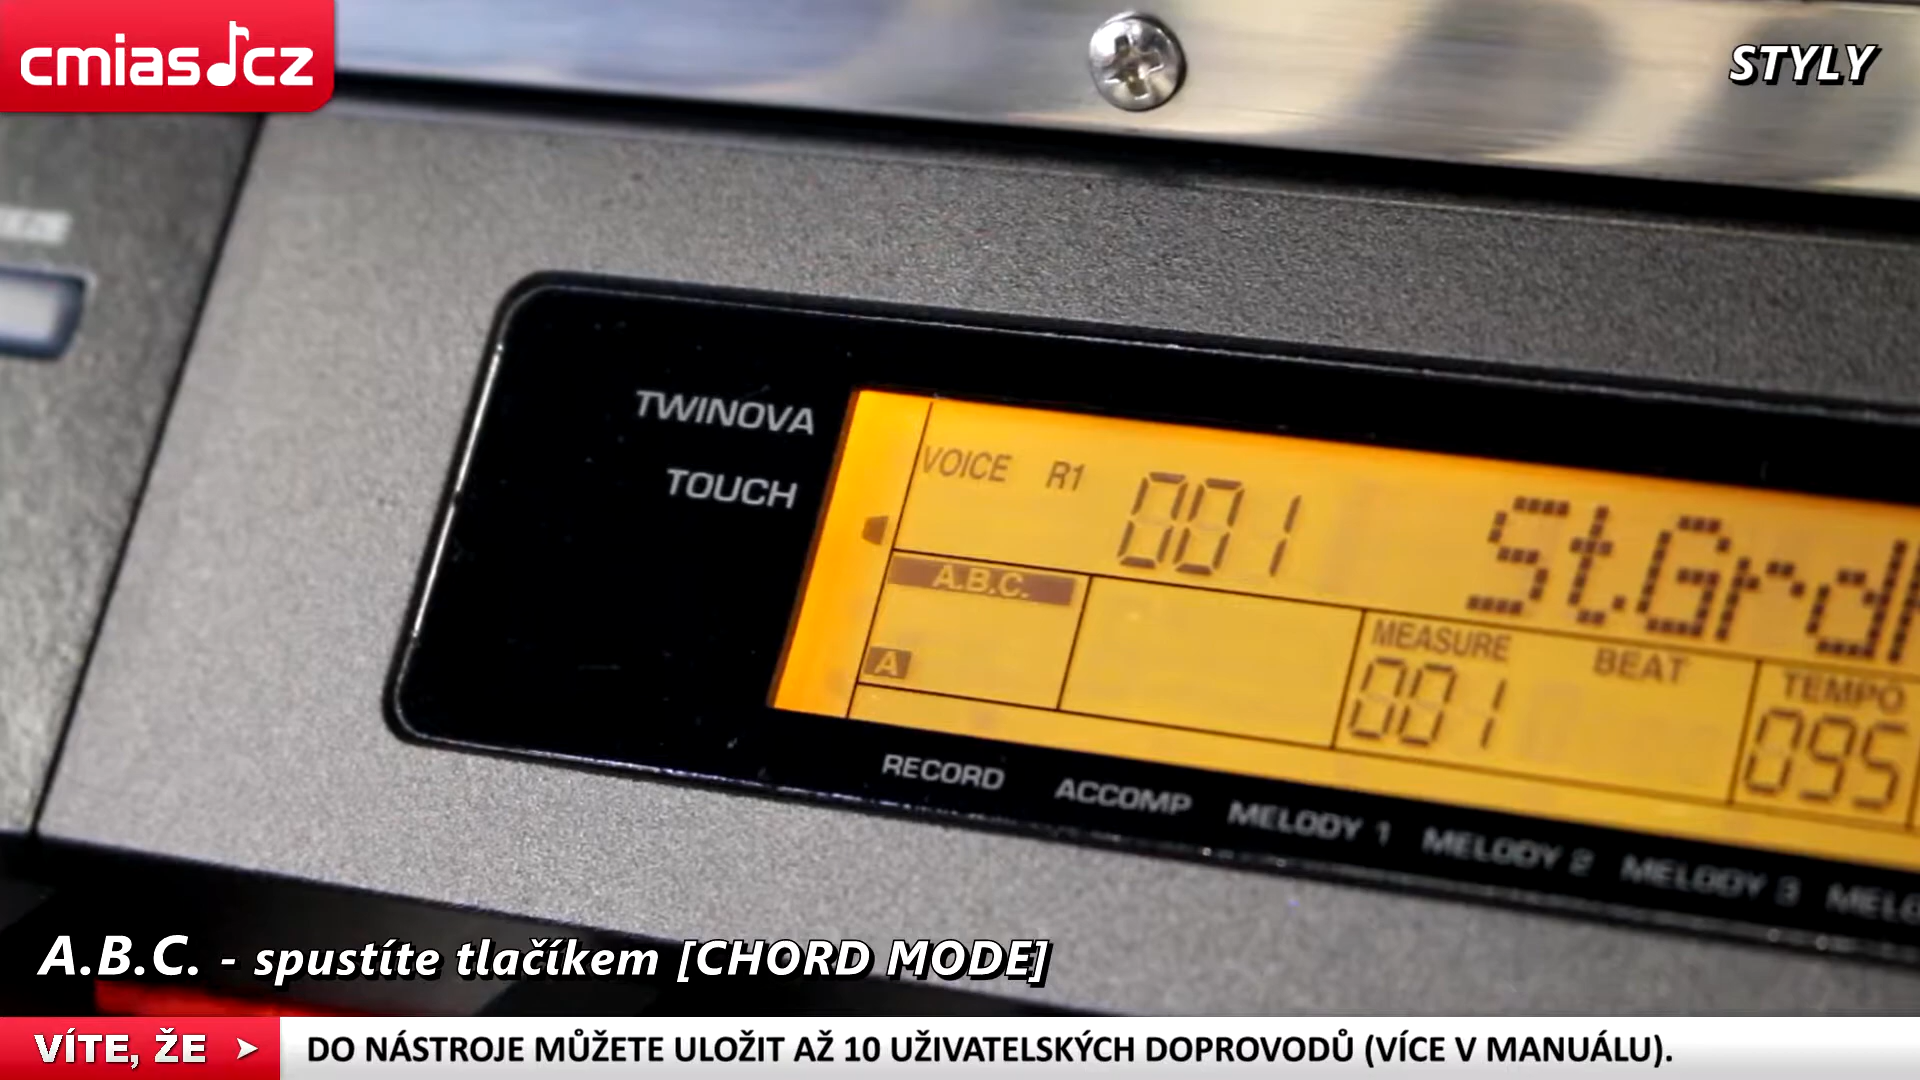 cmias.cz
STYLY
TWINOVA
TOUCH
VOICE R1 001 St.Grd
A.B.C.
A
MEASURE
001
BEAT
TEMPO
095
RECORD ACCOMP MELODY 1 MELODY 2 MELODY 3
A.B.C. - spustíte tlačíkem [CHORD MODE]
VÍTE, ŽE
DO NÁSTROJE MŮŽETE ULOŽIT AŽ 10 UŽIVATELSKÝCH DOPROVODŮ (VÍCE V MANUÁLU).